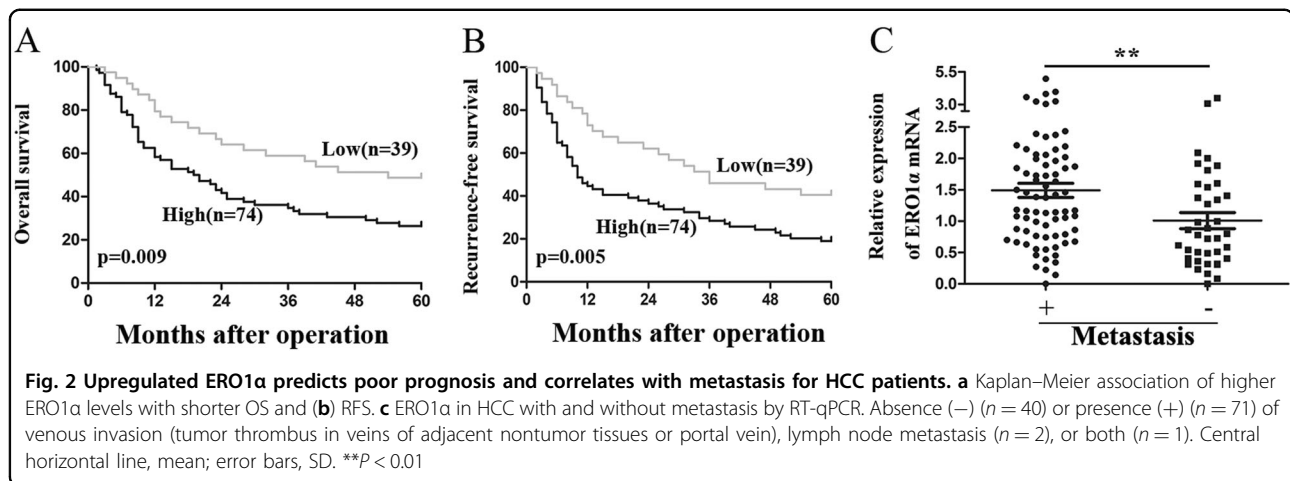 A
Overall survival
100
80
60
40
20
0
0 12 24 36 48 60
Low(n=39)
High(n=74)
p=0.009
Months after operation
B
Recurrence-free survival
100
80
60
40
20
0
0 12 24 36 48 60
Low(n=39)
High(n=74)
p=0.005
Months after operation
C
**
Relative expression
of ERO1α mRNA
5.5
3.0
2.5
2.0
1.5
1.0
0.5
0.0
+ -
Metastasis
Fig. 2 Upregulated ERO1α predicts poor prognosis and correlates with metastasis for HCC patients. a Kaplan–Meier association of higher
ERO1α levels with shorter OS and (b) RFS. c ERO1α in HCC with and without metastasis by RT-qPCR. Absence (−) (n = 40) or presence (+) (n = 71) of
venous invasion (tumor thrombus in veins of adjacent nontumor tissues or portal vein), lymph node metastasis (n = 2), or both (n = 1). Central
horizontal line, mean; error bars, SD. **P < 0.01